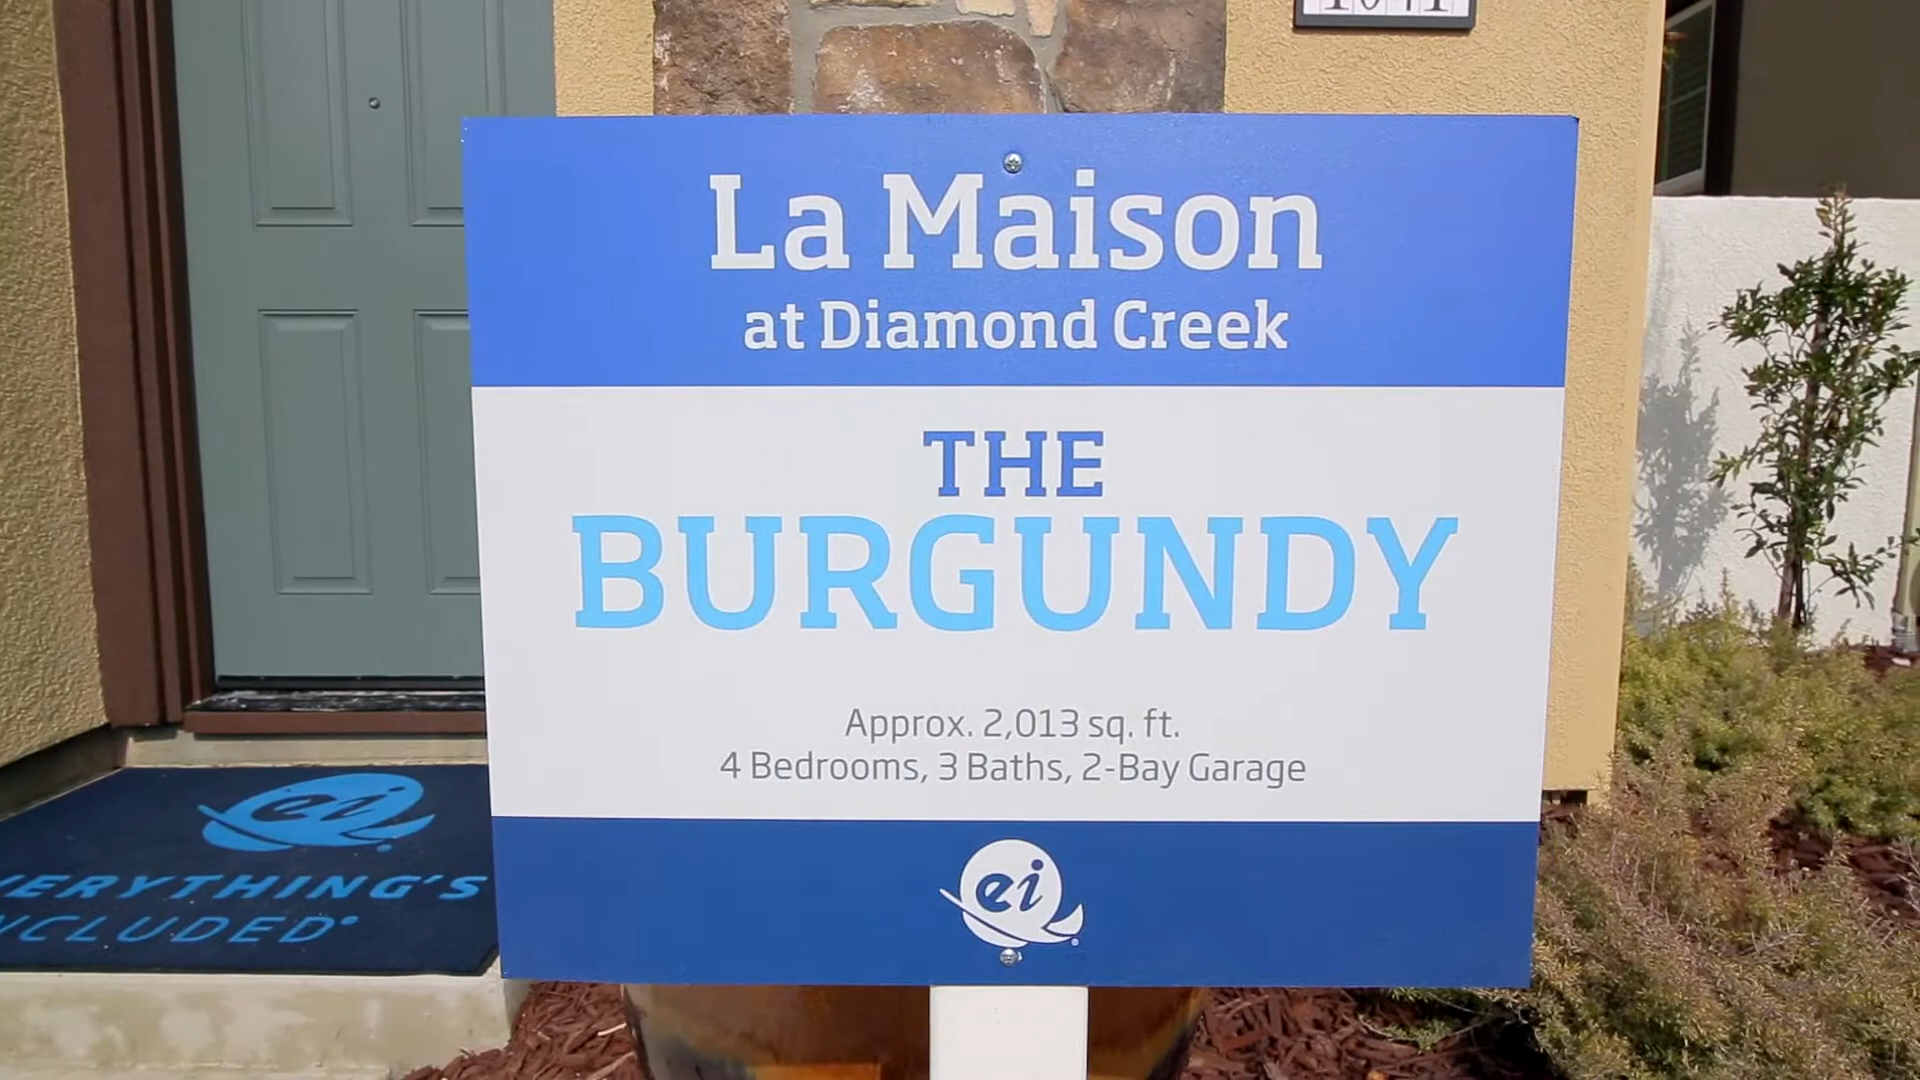 La Maison
at Diamond Creek
THE
BURGUNDY
Approx. 2,013 sq. ft.
4 Bedrooms, 3 Baths, 2-Bay Garage
ei
ei
ERYTHING'S
NCLUDED®